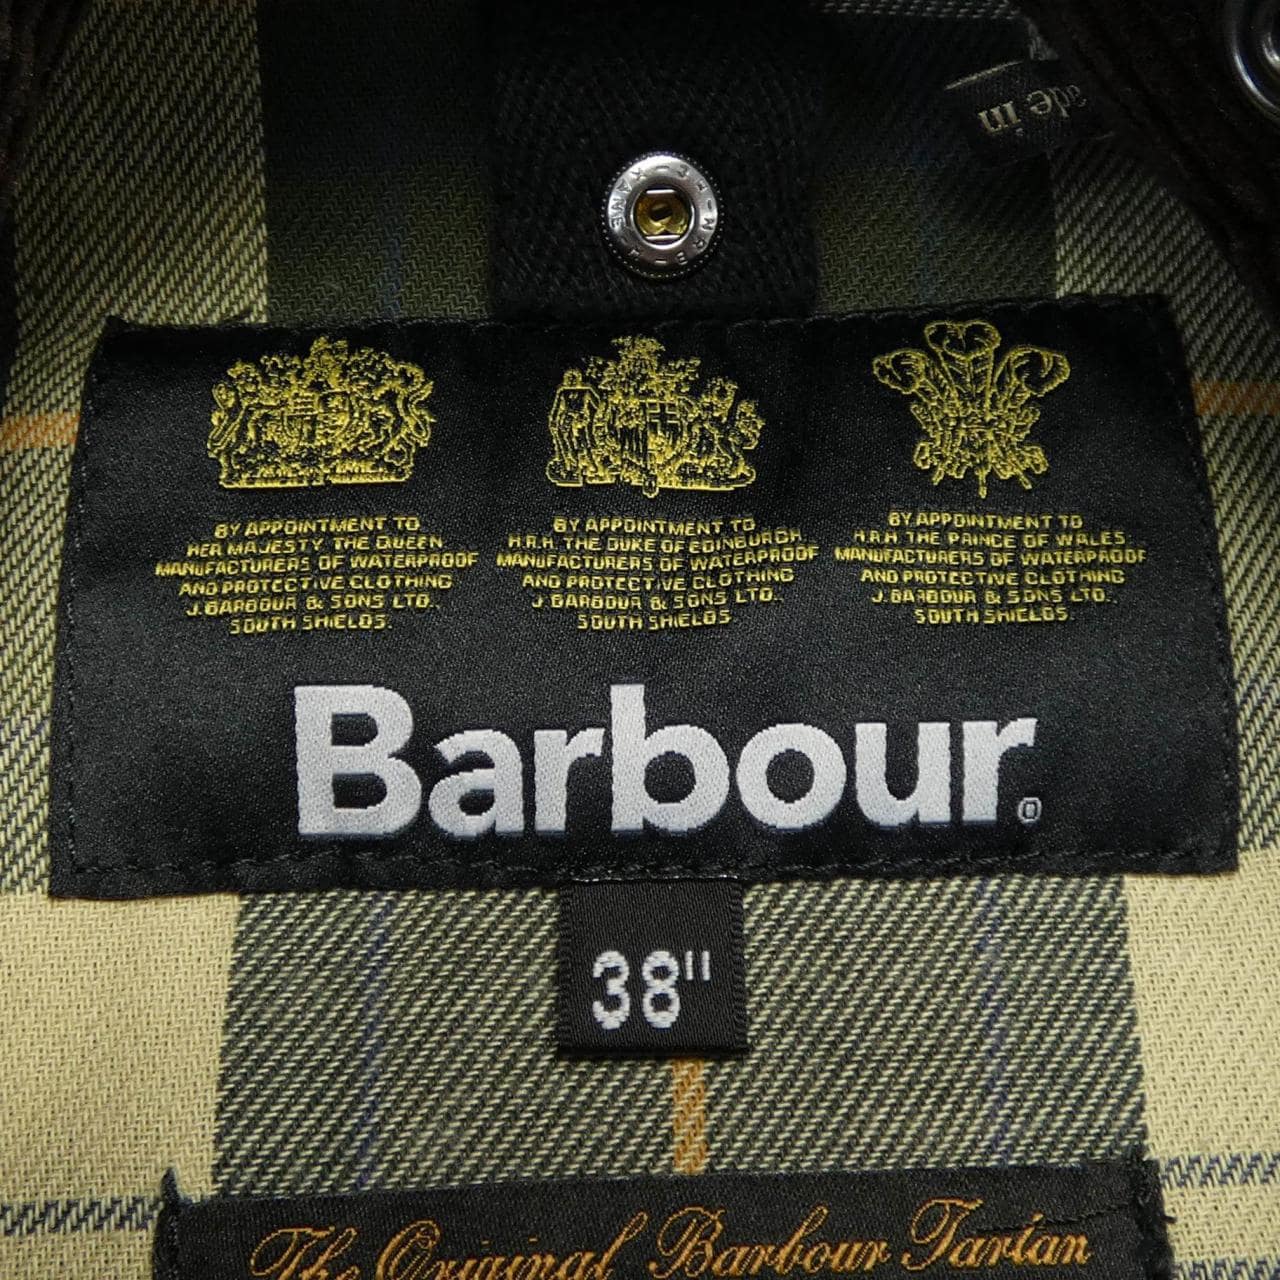 ade in
BY APPOINTMENT TO
HER MAJESTY THE QUEEN
MANUFACTURERS OF WATERPROOF
AND PROTECTIVE CLOTHING
J. BARBOUR & SONS LTD.
SOUTH SHIELDS.
BY APPOINTMENT TO
H.R.H THE DUKE OF EDINBURGH
MANUFACTURERS OF WATERPROOF
AND PROTECTIVE CLOTHING
J. BARBOUR & SONS LTD.
SOUTH SHIELDS
BY APPOINTMENT TO
H.R.H THE PRINCE OF WALES
MANUFACTURERS OF WATERPROOF
AND PROTECTIVE CLOTHING
J. BARBOUR & SONS LTD.
SOUTH SHIELDS.
Barbour
38"
The Original Barbour Tartan